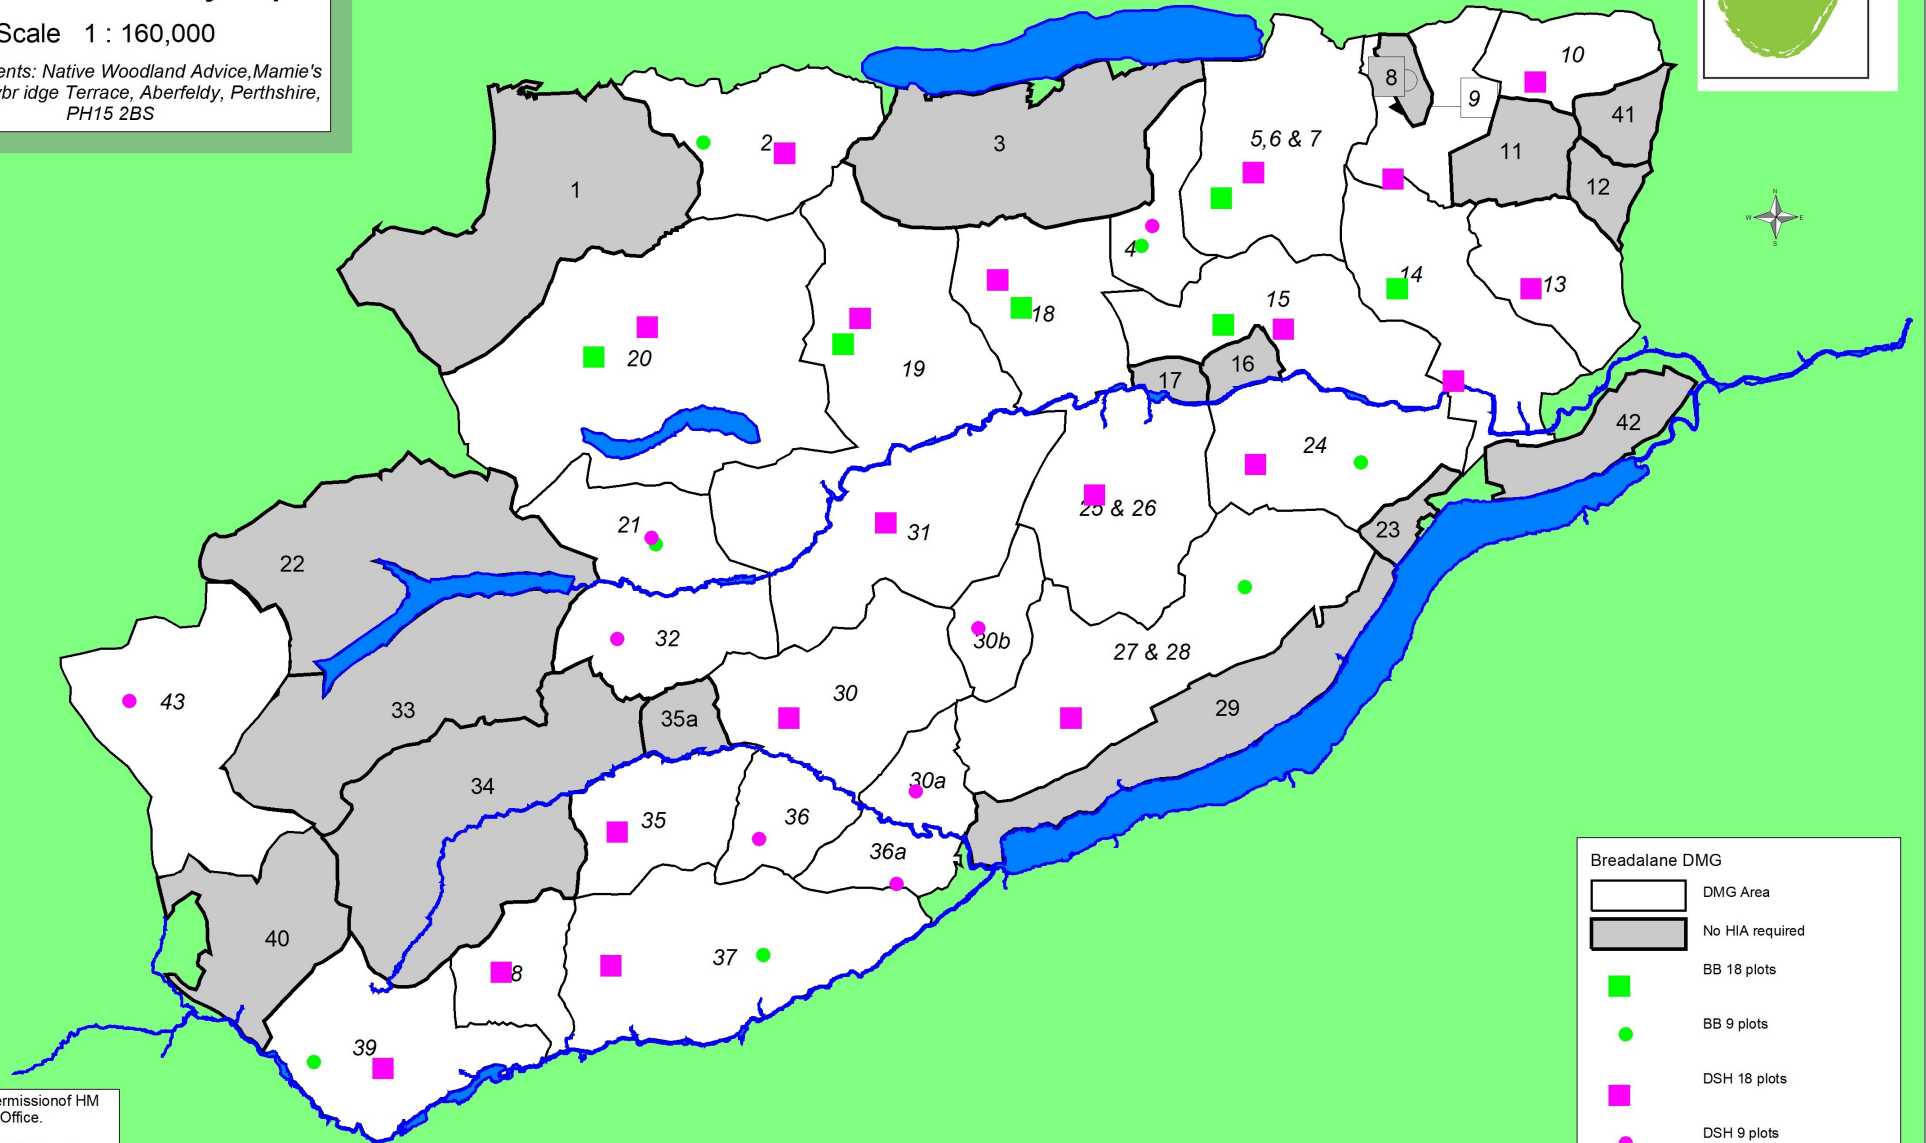 Scale 1 : 160,000
ents: Native Woodland Advice,Mamie's
br idge Terrace, Aberfeldy, Perthshire,
PH15 2BS
10
8
9
41
2
3
5,6 & 7
11
12
1
4
14
13
15
18
20
19
17
16
42
24
25 & 26
21
31
23
22
32
30b
27 & 28
43
33
35a
30
29
34
30a
35
36
36a
40
37
8
39
Breadalane DMG
DMG Area
No HIA required
BB 18 plots
BB 9 plots
DSH 18 plots
DSH 9 plots
ermissionof HM
Office.
N
W
E
S